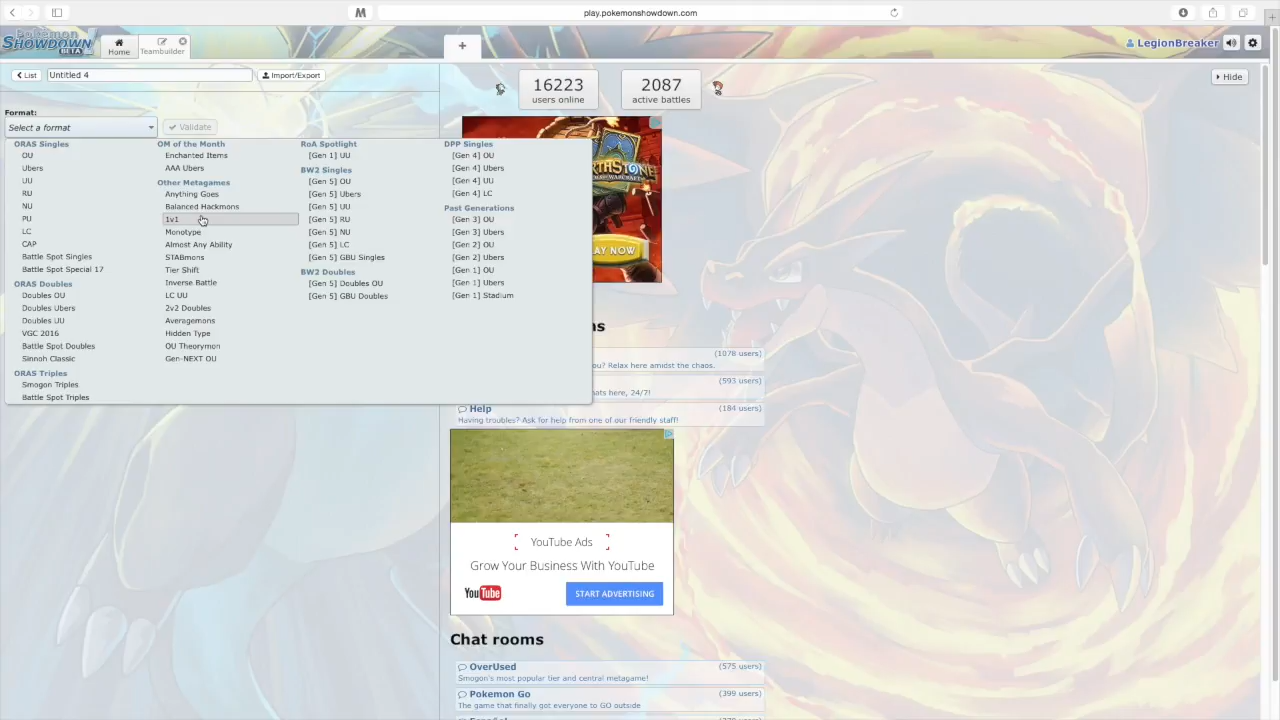 play.pokemonshowdown.com
M
SHOWDOWN
BETA
Home
Teambuilder
+
LegionBreaker
List
Untitled 4
Import/Export
16223
users online
2087
active battles
Hide
Format:
Select a format
Validate
ORAS Singles
OU
Ubers
UU
RU
NU
PU
LC
CAP
Battle Spot Singles
Battle Spot Special 17
ORAS Doubles
Doubles OU
Doubles Ubers
Doubles UU
VGC 2016
Battle Spot Doubles
Sinnoh Classic
ORAS Triples
Smogon Triples
Battle Spot Triples
OM of the Month
Enchanted Items
AAA Ubers
Other Metagames
Anything Goes
Balanced Hackmons
1v1
Monotype
Almost Any Ability
STABmons
Tier Shift
Inverse Battle
LC UU
2v2 Doubles
Averagemons
Hidden Type
OU Theorymon
Gen-NEXT OU
RoA Spotlight
[Gen 1] UU
BW2 Singles
[Gen 5] OU
[Gen 5] Ubers
[Gen 5] UU
[Gen 5] RU
[Gen 5] NU
[Gen 5] LC
[Gen 5] GBU Singles
BW2 Doubles
[Gen 5] Doubles OU
[Gen 5] GBU Doubles
DPP Singles
[Gen 4] OU
[Gen 4] Ubers
[Gen 4] UU
[Gen 4] LC
Past Generations
[Gen 3] OU
[Gen 3] Ubers
[Gen 2] OU
[Gen 2] Ubers
[Gen 1] OU
[Gen 1] Ubers
[Gen 1] Stadium
RTHSTONE
OF WARCRAFT
AY NOW
ns
(1078 users)
ou? Relax here amidst the chaos.
(593 users)
hats here, 24/7!
Help
(184 users)
Having troubles? Ask for help from one of our friendly staff!
YouTube Ads
Grow Your Business With YouTube
YouTube
START ADVERTISING
Chat rooms
OverUsed
(575 users)
Smogon's most popular tier and central metagame!
Pokemon Go
(399 users)
The game that finally got everyone to GO outside